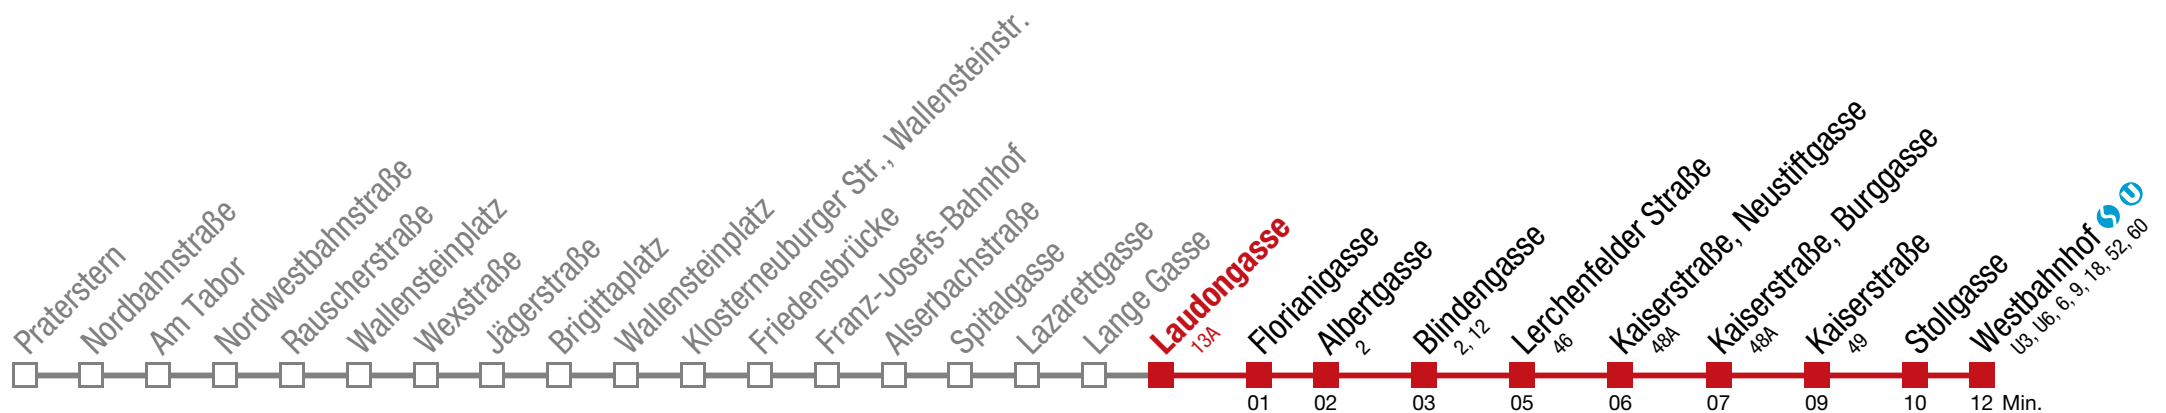 Praterstern
Nordbahnstraße
Am Tabor
Nordwestbahnstraße
Rauscherstraße
Wallensteinplatz
Wexstraße
Jägerstraße
Brigittaplatz
Wallensteinplatz
Klosterneuburger Str., Wallensteinstr.
Friedensbrücke
Franz-Josefs-Bahnhof
Alserbachstraße
Spitalgasse
Lazarettgasse
Lange Gasse
Laudongasse
13A
Florianigasse
Albertgasse
2
Blindengasse
2, 12
Lerchenfelder Straße
46
Kaiserstraße, Neustiftgasse
48A
Kaiserstraße, Burggasse
48A
Kaiserstraße
49
Stollgasse
Westbahnhof S U
U3, U6, 6, 9, 18, 52, 60
01 02 03 05 06 07 09 10 12 Min.